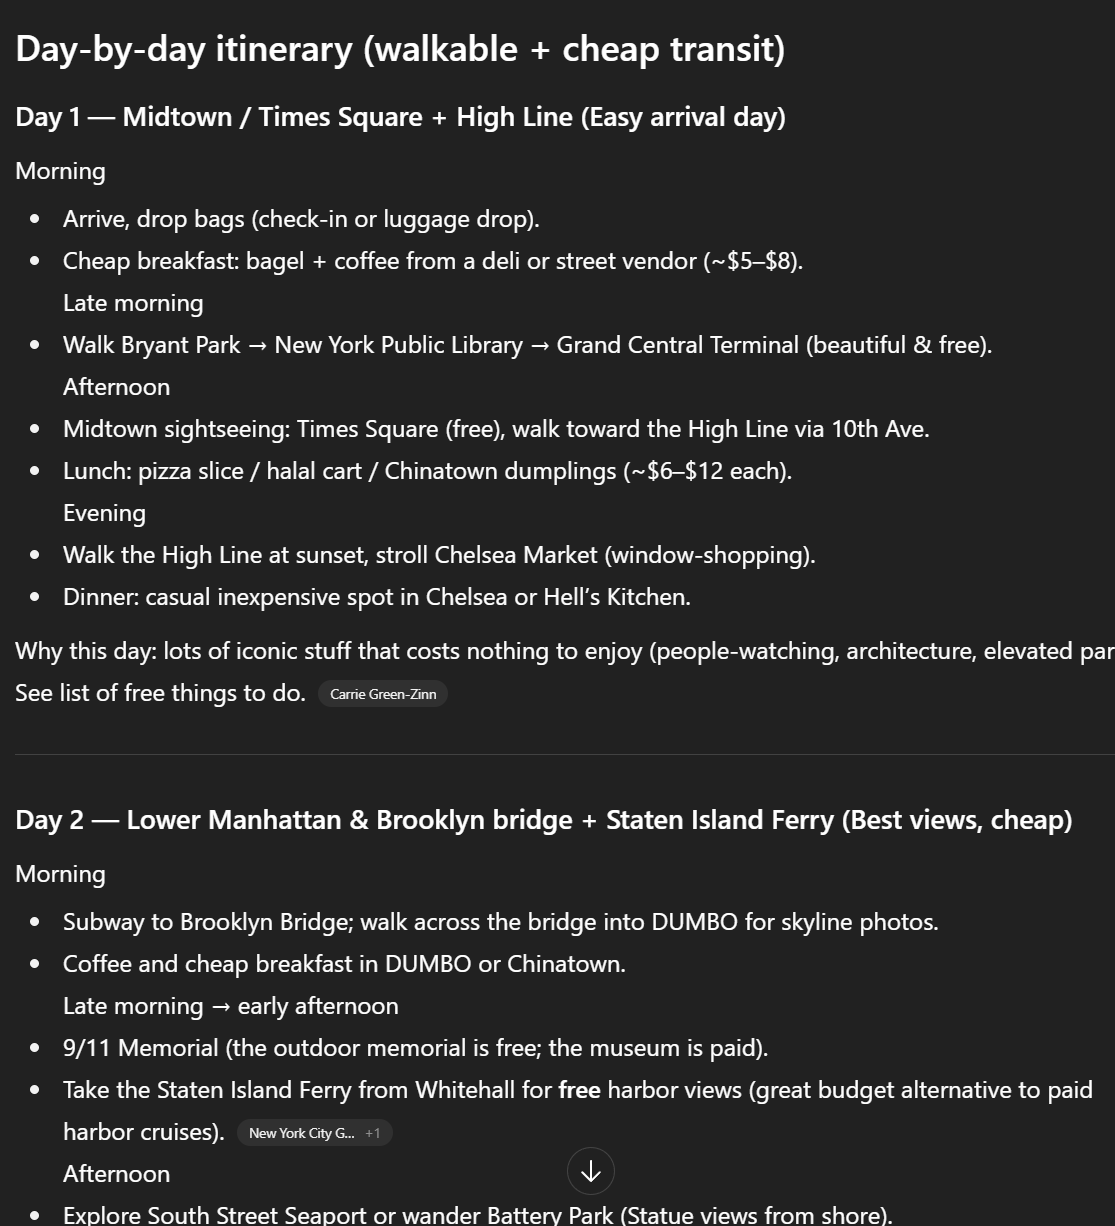 Day-by-day itinerary (walkable + cheap transit)
Day 1 — Midtown / Times Square + High Line (Easy arrival day)
Morning
• Arrive, drop bags (check-in or luggage drop).
• Cheap breakfast: bagel + coffee from a deli or street vendor (~$5–$8).
Late morning
• Walk Bryant Park → New York Public Library → Grand Central Terminal (beautiful & free).
Afternoon
• Midtown sightseeing: Times Square (free), walk toward the High Line via 10th Ave.
• Lunch: pizza slice / halal cart / Chinatown dumplings (~$6–$12 each).
Evening
• Walk the High Line at sunset, stroll Chelsea Market (window-shopping).
• Dinner: casual inexpensive spot in Chelsea or Hell’s Kitchen.
Why this day: lots of iconic stuff that costs nothing to enjoy (people-watching, architecture, elevated par
See list of free things to do. Carrie Green-Zinn
Day 2 — Lower Manhattan & Brooklyn bridge + Staten Island Ferry (Best views, cheap)
Morning
• Subway to Brooklyn Bridge; walk across the bridge into DUMBO for skyline photos.
• Coffee and cheap breakfast in DUMBO or Chinatown.
Late morning → early afternoon
• 9/11 Memorial (the outdoor memorial is free; the museum is paid).
• Take the Staten Island Ferry from Whitehall for free harbor views (great budget alternative to paid
harbor cruises). New York City G... +1
Afternoon
• Explore South Street Seaport or wander Battery Park (Statue views from shore).